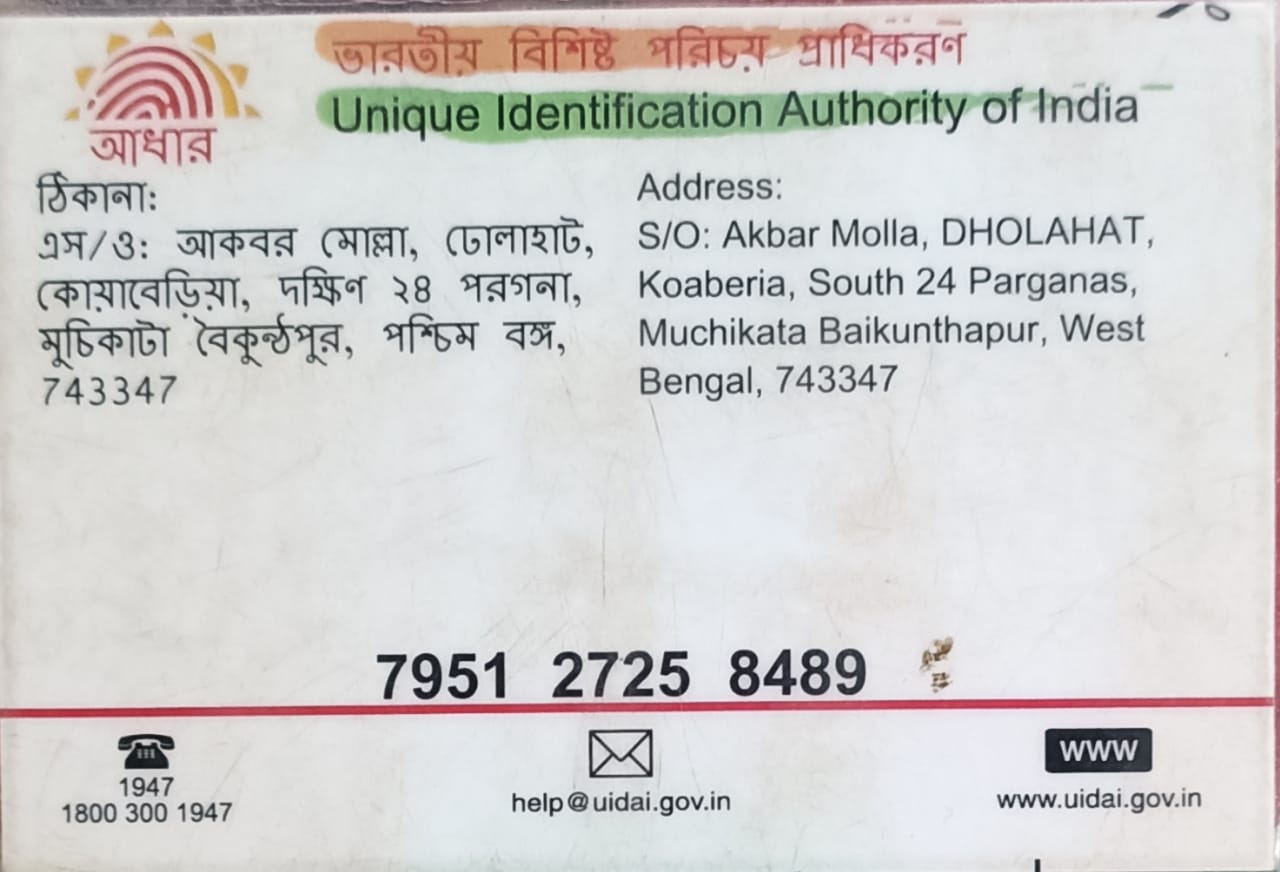 ভারতীয় বিশিষ্ট পরিচয় প্রাধিকরণ
Unique Identification Authority of India
আধার
ঠিকানা:
এস/ও: আকবর মোল্লা, ঢোলাহাট,
কোয়াবেড়িয়া, দক্ষিণ ২৪ পরগনা,
মুচিকাটা বৈকুণ্ঠপুর, পশ্চিম বঙ্গ,
743347
Address:
S/O: Akbar Molla, DHOLAHAT,
Koaberia, South 24 Parganas,
Muchikata Baikunthapur, West
Bengal, 743347
7951 2725 8489
1947
1800 300 1947
help@uidai.gov.in
www
www.uidai.gov.in